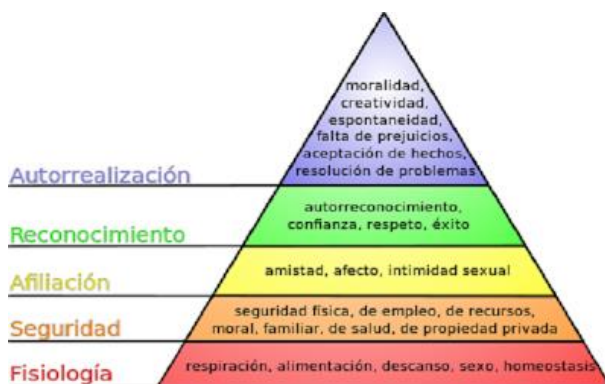 moralidad,
creatividad,
espontaneidad,
falta de prejuicios,
aceptación de hechos,
resolución de problemas
Autorrealización
autorreconocimiento,
confianza, respeto, éxito
Reconocimiento
amistad, afecto, intimidad sexual
Afiliación
seguridad física, de empleo, de recursos,
moral, familiar, de salud, de propiedad privada
Seguridad
respiración, alimentación, descanso, sexo, homeostasis
Fisiología